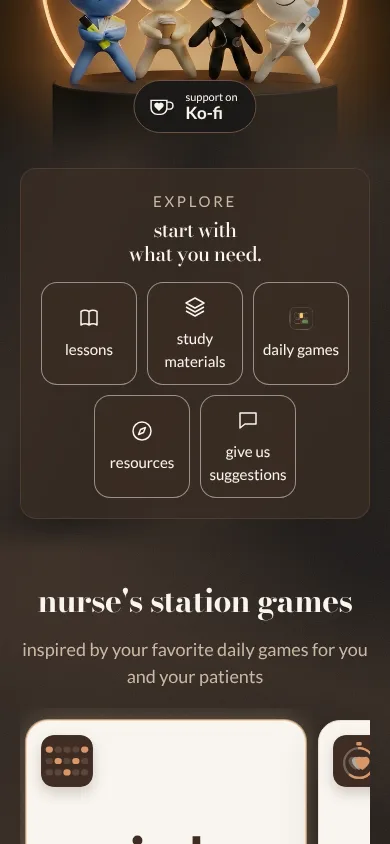 support on
Ko-fi
EXPLORE
start with
what you need.
lessons
study
materials
daily games
resources
give us
suggestions
nurse's station games
inspired by your favorite daily games for you
and your patients